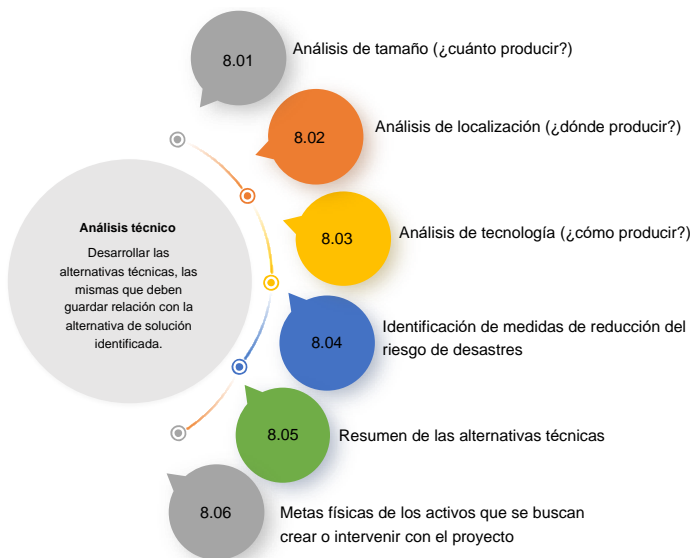 8.01
Análisis de tamaño (¿cuánto producir?)
8.02
Análisis de localización (¿dónde producir?)
8.03
Análisis de tecnología (¿cómo producir?)
Análisis técnico
Desarrollar las
alternativas técnicas, las
mismas que deben
guardar relación con la
alternativa de solución
identificada.
8.04
Identificación de medidas de reducción del
riesgo de desastres
8.05
Resumen de las alternativas técnicas
8.06
Metas físicas de los activos que se buscan
crear o intervenir con el proyecto